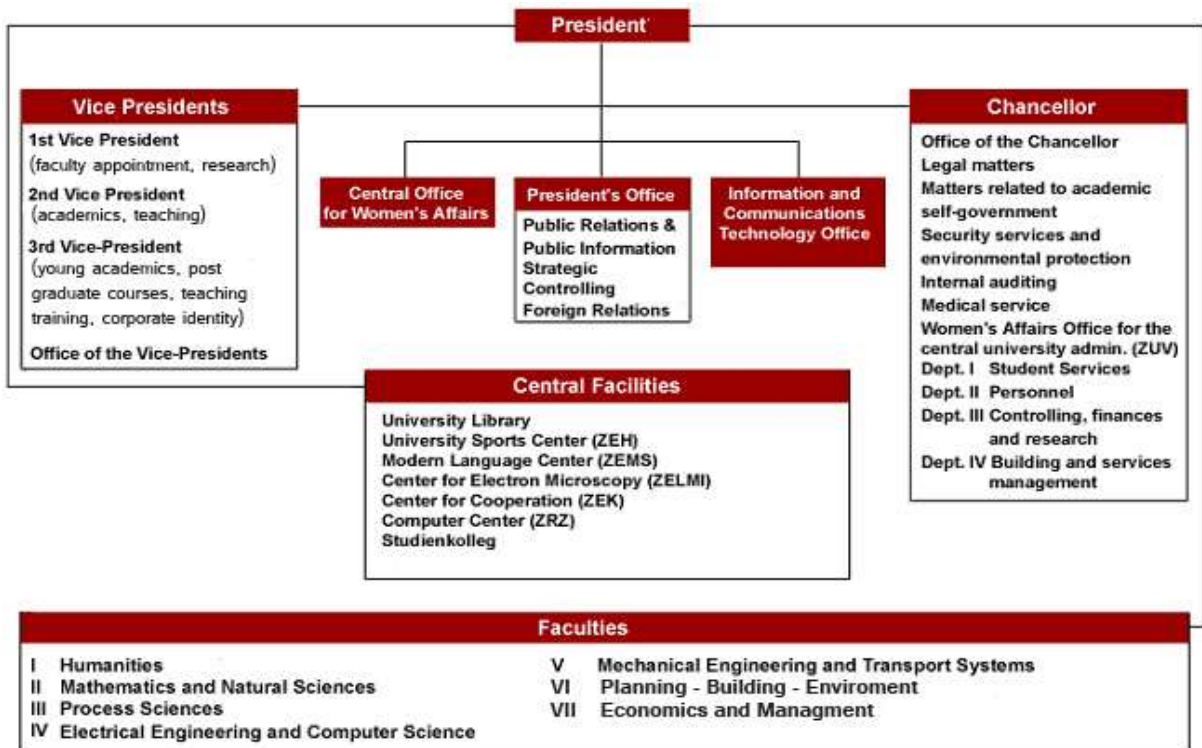 President
Vice Presidents
1st Vice President
(faculty appointment, research)
2nd Vice President
(academics, teaching)
3rd Vice-President
(young academics, post
graduate courses, teaching
training, corporate identity)
Office of the Vice-Presidents
Central Office
for Women's Affairs
President's Office
Public Relations &
Public Information
Strategic
Controlling
Foreign Relations
Information and
Communications
Technology Office
Chancellor
Office of the Chancellor
Legal matters
Matters related to academic
self-government
Security services and
environmental protection
Internal auditing
Medical service
Women's Affairs Office for the
central university admin. (ZUV)
Dept. I Student Services
Dept. II Personnel
Dept. III Controlling, finances
and research
Dept. IV Building and services
management
Central Facilities
University Library
University Sports Center (ZEH)
Modern Language Center (ZEMS)
Center for Electron Microscopy (ZELMI)
Center for Cooperation (ZEK)
Computer Center (ZRZ)
Studienkolleg
Faculties
I Humanities
II Mathematics and Natural Sciences
III Process Sciences
IV Electrical Engineering and Computer Science
V Mechanical Engineering and Transport Systems
VI Planning - Building - Enviroment
VII Economics and Managment